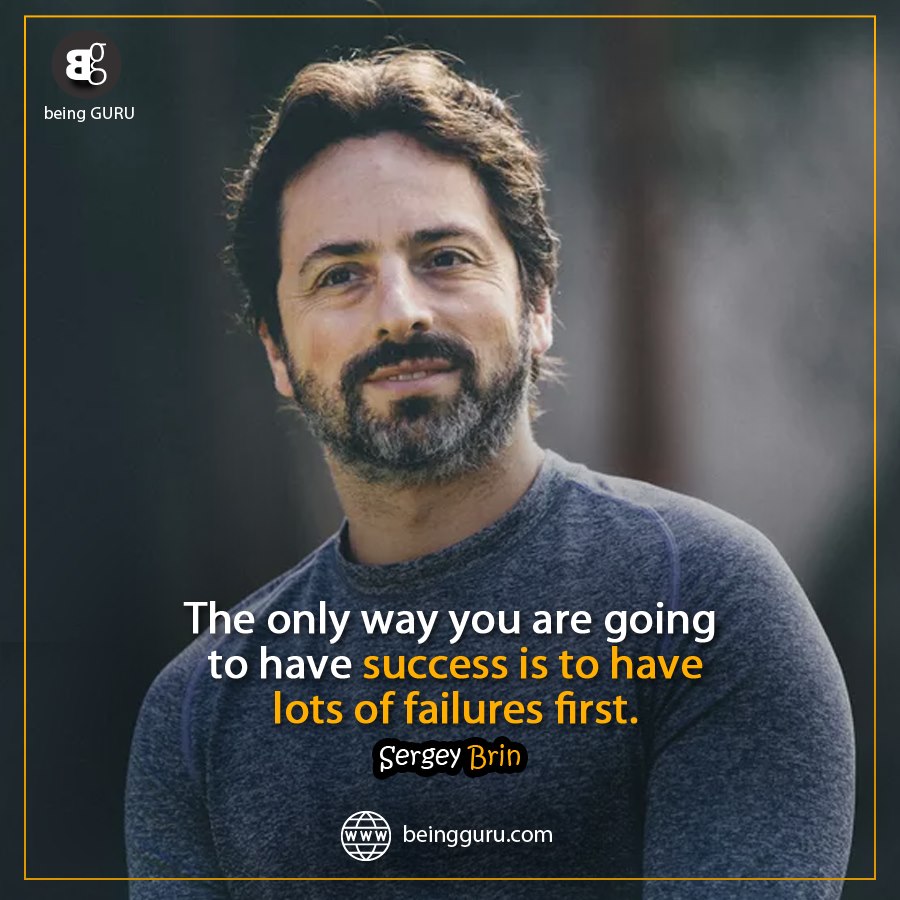 being GURU
The only way you are going
to have success is to have
lots of failures first.
Sergey Brin
www beingguru.com